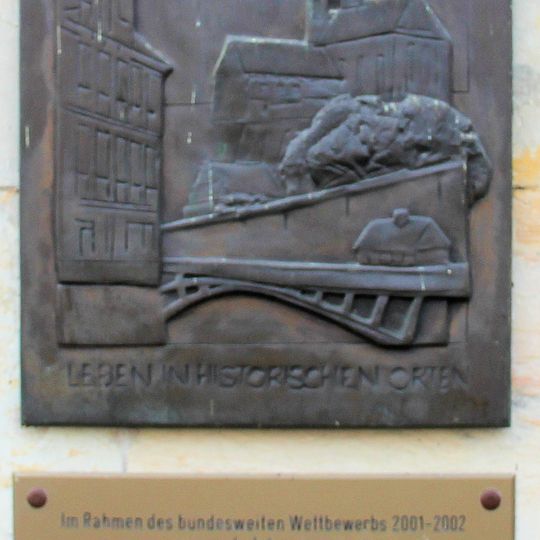 LEBEN IN HISTORISCHEN ORTEN
Im Rahmen des bundesweiten Wettbewerbs 2001-2002